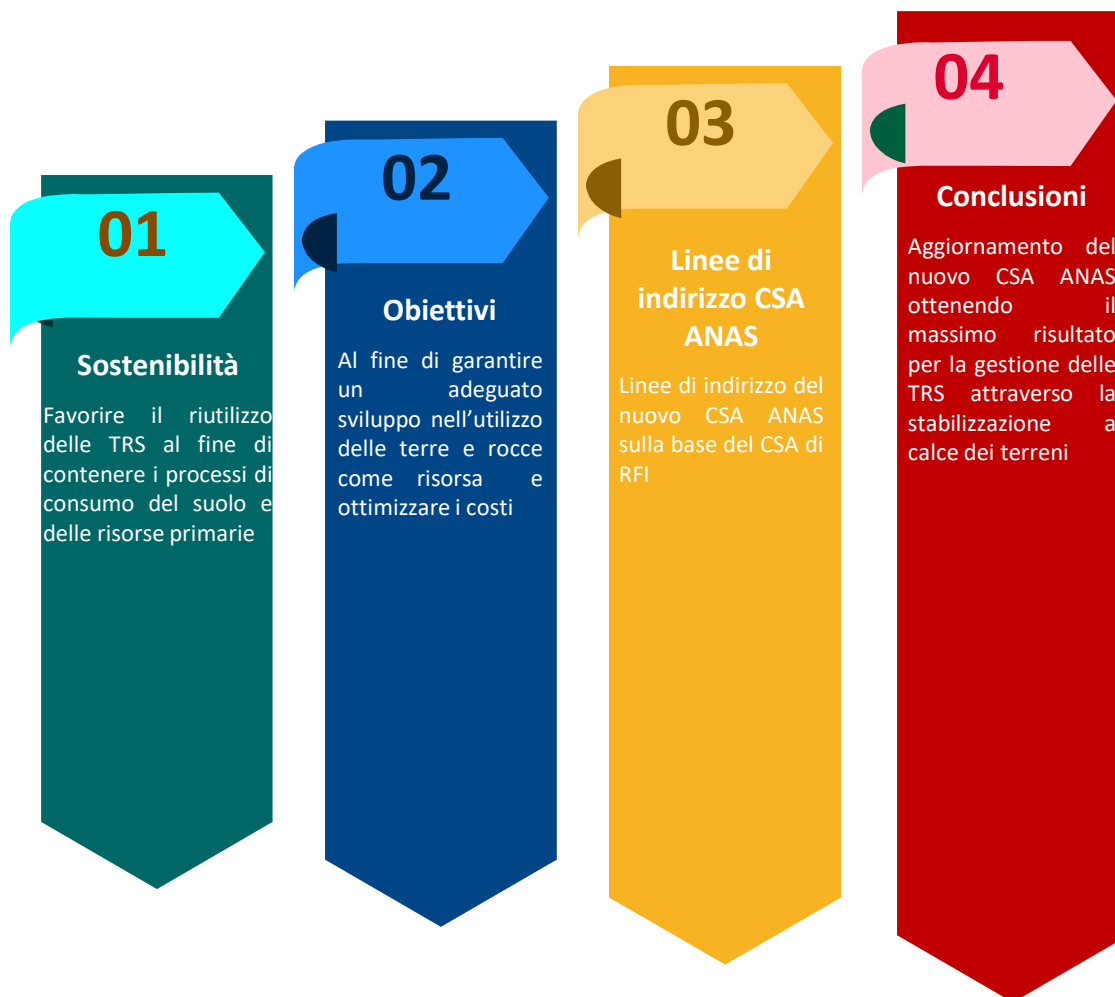 01
Sostenibilità
Favorire il riutilizzo
delle TRS al fine di
contenere i processi di
consumo del suolo e
delle risorse primarie
02
Obiettivi
Al fine di garantire
un adeguato
sviluppo nell’utilizzo
delle terre e rocce
come risorsa e
ottimizzare i costi
03
Linee di
indirizzo CSA
ANAS
Linee di indirizzo del
nuovo CSA ANAS
sulla base del CSA di
RFI
04
Conclusioni
Aggiornamento del
nuovo CSA ANAS
ottenendo il
massimo risultato
per la gestione delle
TRS attraverso la
stabilizzazione a
calce dei terreni